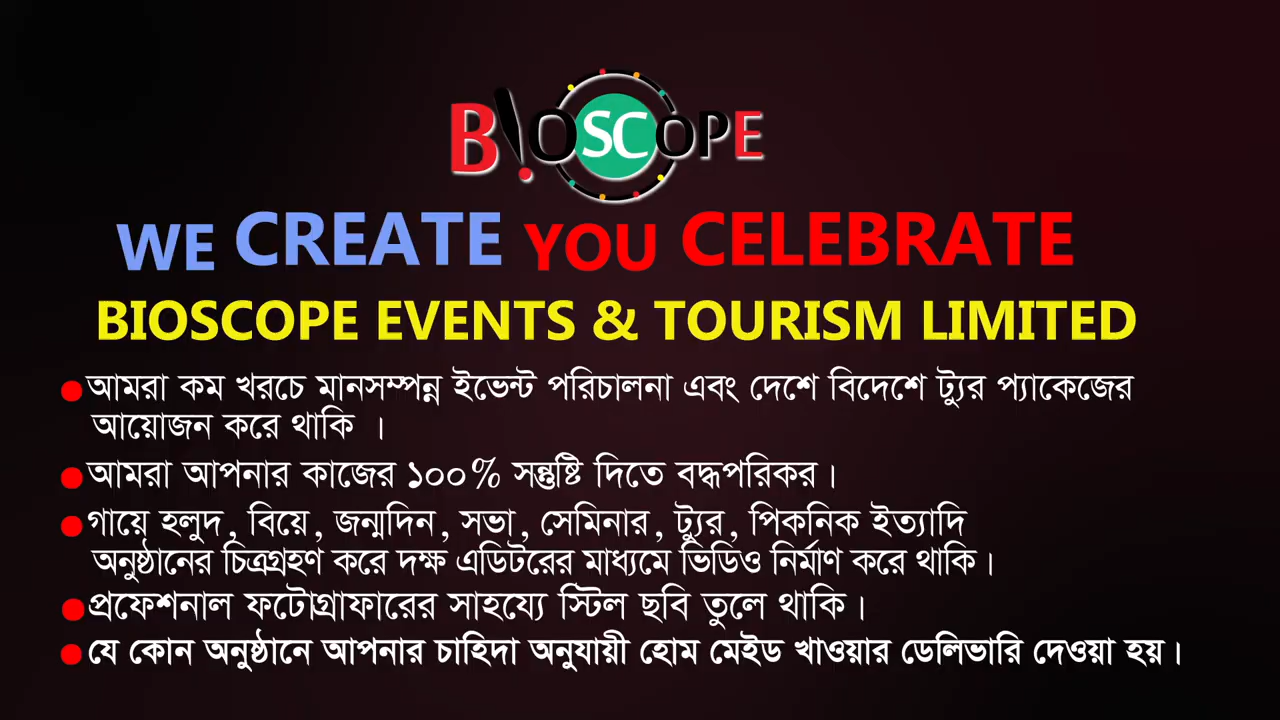 BIOSCOPE
WE CREATE YOU CELEBRATE
BIOSCOPE EVENTS & TOURISM LIMITED
আমরা কম খরচে মানসম্পন্ন ইভেন্ট পরিচালনা এবং দেশে বিদেশে ট্যুর প্যাকেজের
আয়োজন করে থাকি ।
আমরা আপনার কাজের ১০০% সন্তুষ্টি দিতে বদ্ধপরিকর।
গায়ে হলুদ, বিয়ে, জন্মদিন, সভা, সেমিনার, ট্যুর, পিকনিক ইত্যাদি
অনুষ্ঠানের চিত্রগ্রহণ করে দক্ষ এডিটরের মাধ্যমে ভিডিও নির্মাণ করে থাকি।
প্রফেশনাল ফটোগ্রাফারের সাহয্যে স্টিল ছবি তুলে থাকি।
যে কোন অনুষ্ঠানে আপনার চাহিদা অনুযায়ী হোম মেইড খাওয়ার ডেলিভারি দেওয়া হয়।